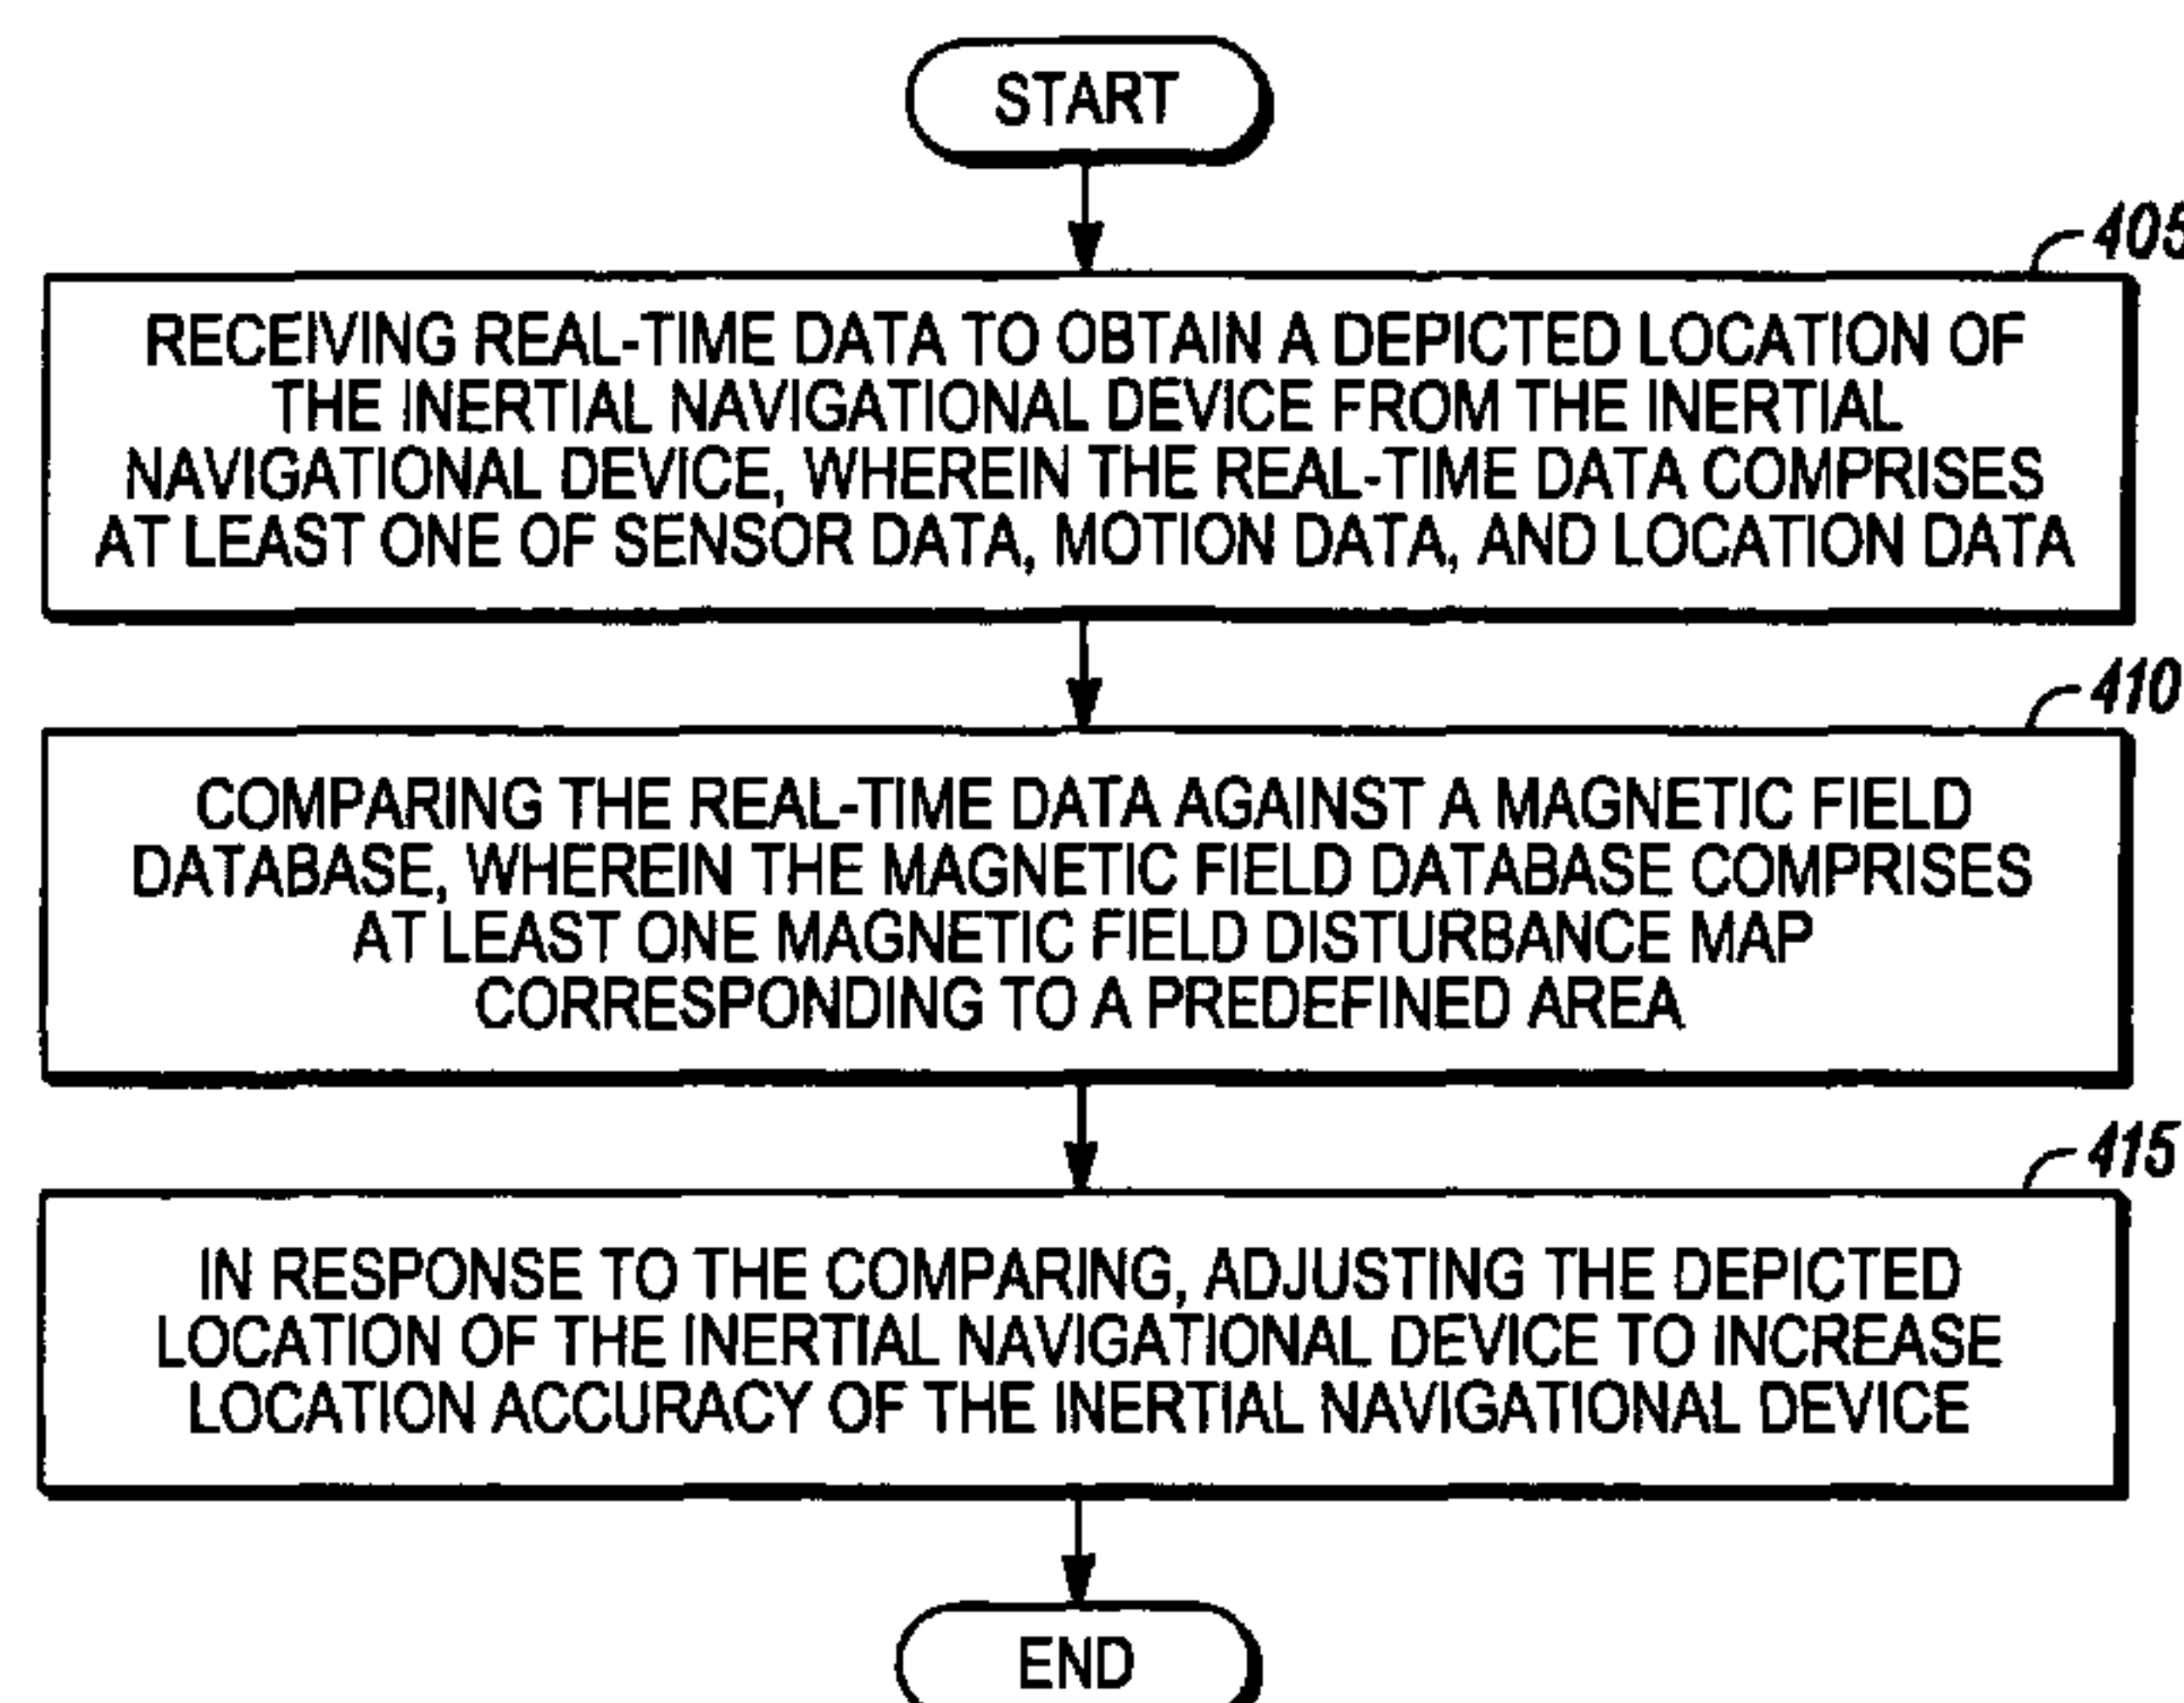 START
405
RECEIVING REAL-TIME DATA TO OBTAIN A DEPICTED LOCATION OF
THE INERTIAL NAVIGATIONAL DEVICE FROM THE INERTIAL
NAVIGATIONAL DEVICE, WHEREIN THE REAL-TIME DATA COMPRISES
AT LEAST ONE OF SENSOR DATA, MOTION DATA, AND LOCATION DATA
410
COMPARING THE REAL-TIME DATA AGAINST A MAGNETIC FIELD
DATABASE, WHEREIN THE MAGNETIC FIELD DATABASE COMPRISES
AT LEAST ONE MAGNETIC FIELD DISTURBANCE MAP
CORRESPONDING TO A PREDEFINED AREA
415
IN RESPONSE TO THE COMPARING, ADJUSTING THE DEPICTED
LOCATION OF THE INERTIAL NAVIGATIONAL DEVICE TO INCREASE
LOCATION ACCURACY OF THE INERTIAL NAVIGATIONAL DEVICE
END